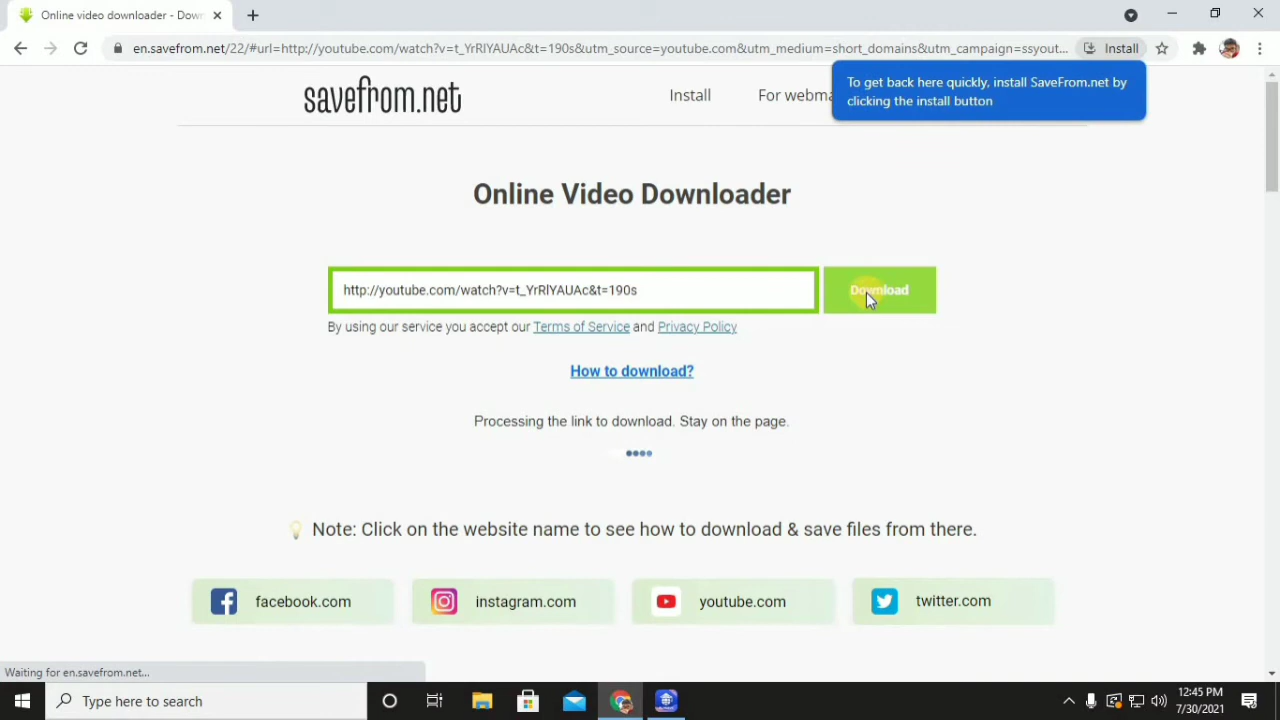 Online video downloader - Dow
en.savefrom.net/22/#url=http://youtube.com/watch?v=t_YrRlYAUAc&t=190s&utm_source=youtube.com&utm_medium=short_domains&utm_campaign=ssyout...
Install
To get back here quickly, install SaveFrom.net by
clicking the install button
savefrom.net
Install
For webma
Online Video Downloader
http://youtube.com/watch?v=t_YrRlYAUAc&t=190s
Download
By using our service you accept our Terms of Service and Privacy Policy
How to download?
Processing the link to download. Stay on the page.
Note: Click on the website name to see how to download & save files from there.
facebook.com
instagram.com
youtube.com
twitter.com
Waiting for en.savefrom.net...
Type here to search
12:45 PM
7/30/2021